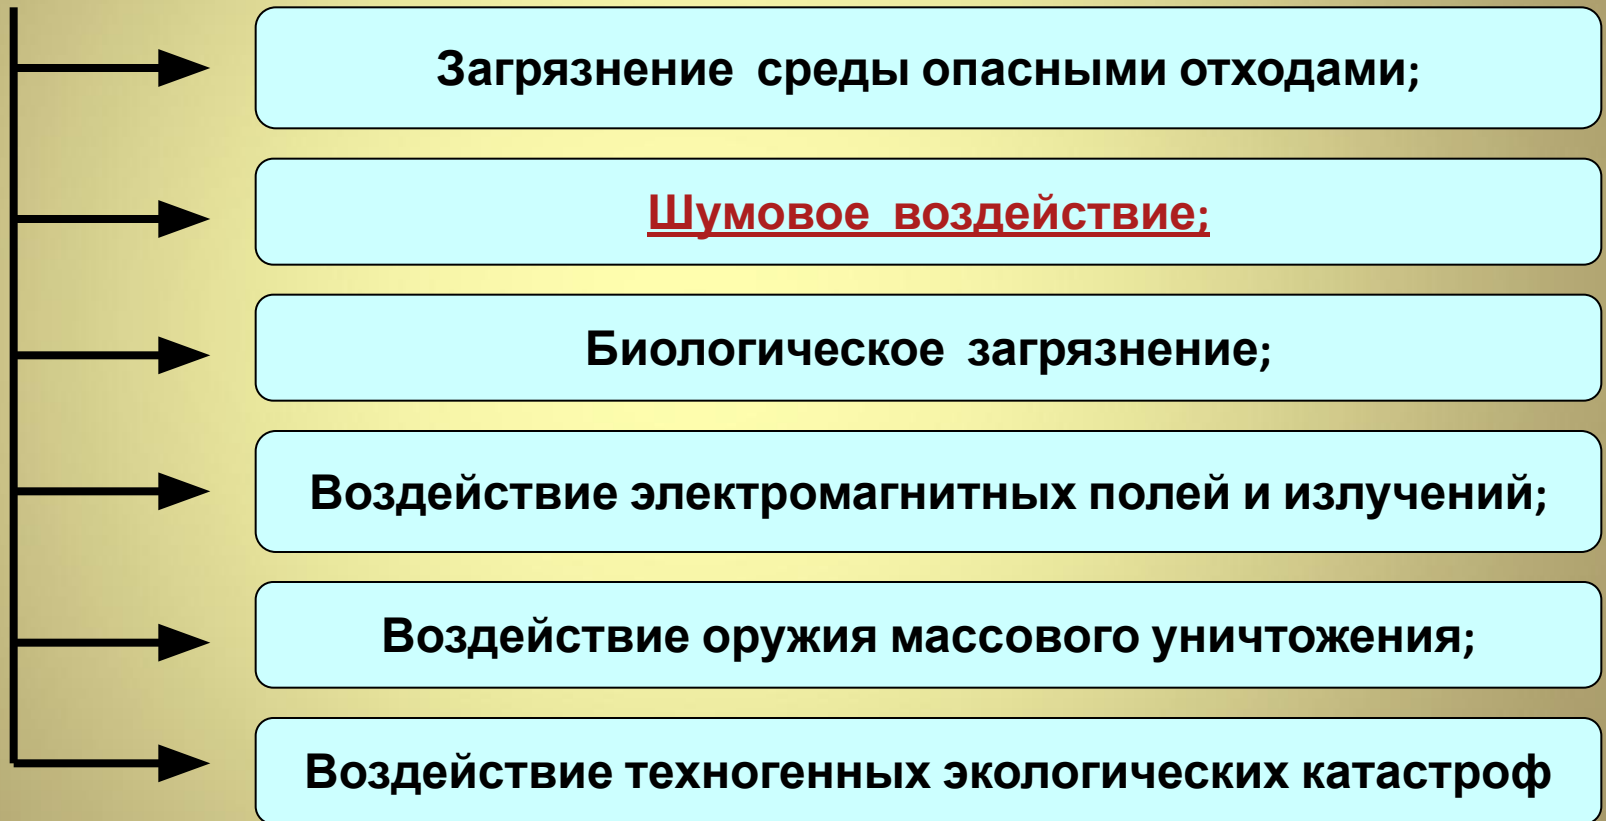 Загрязнение среды опасными отходами;
Шумовое воздействие;
Биологическое загрязнение;
Воздействие электромагнитных полей и излучений;
Воздействие оружия массового уничтожения;
Воздействие техногенных экологических катастроф